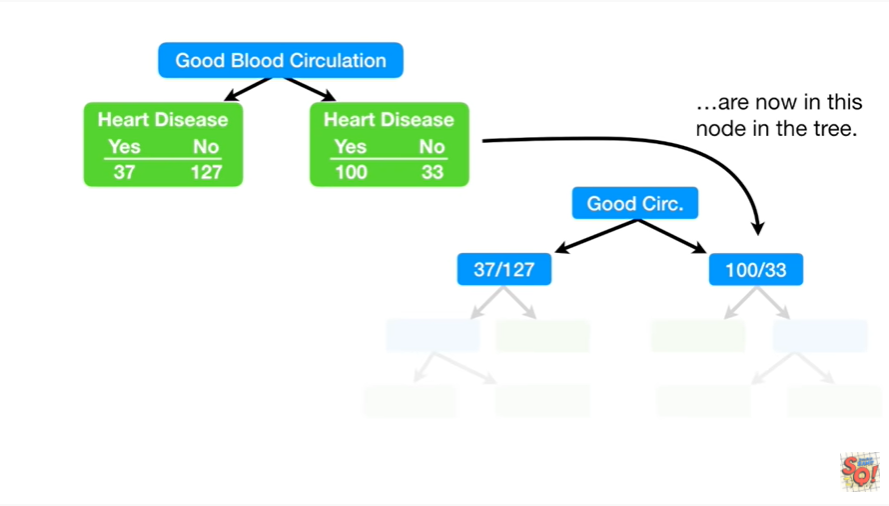 Good Blood Circulation
Heart Disease
Yes No
37 127
Heart Disease
Yes No
100 33
…are now in this
node in the tree.
Good Circ.
37/127
100/33
SQ!